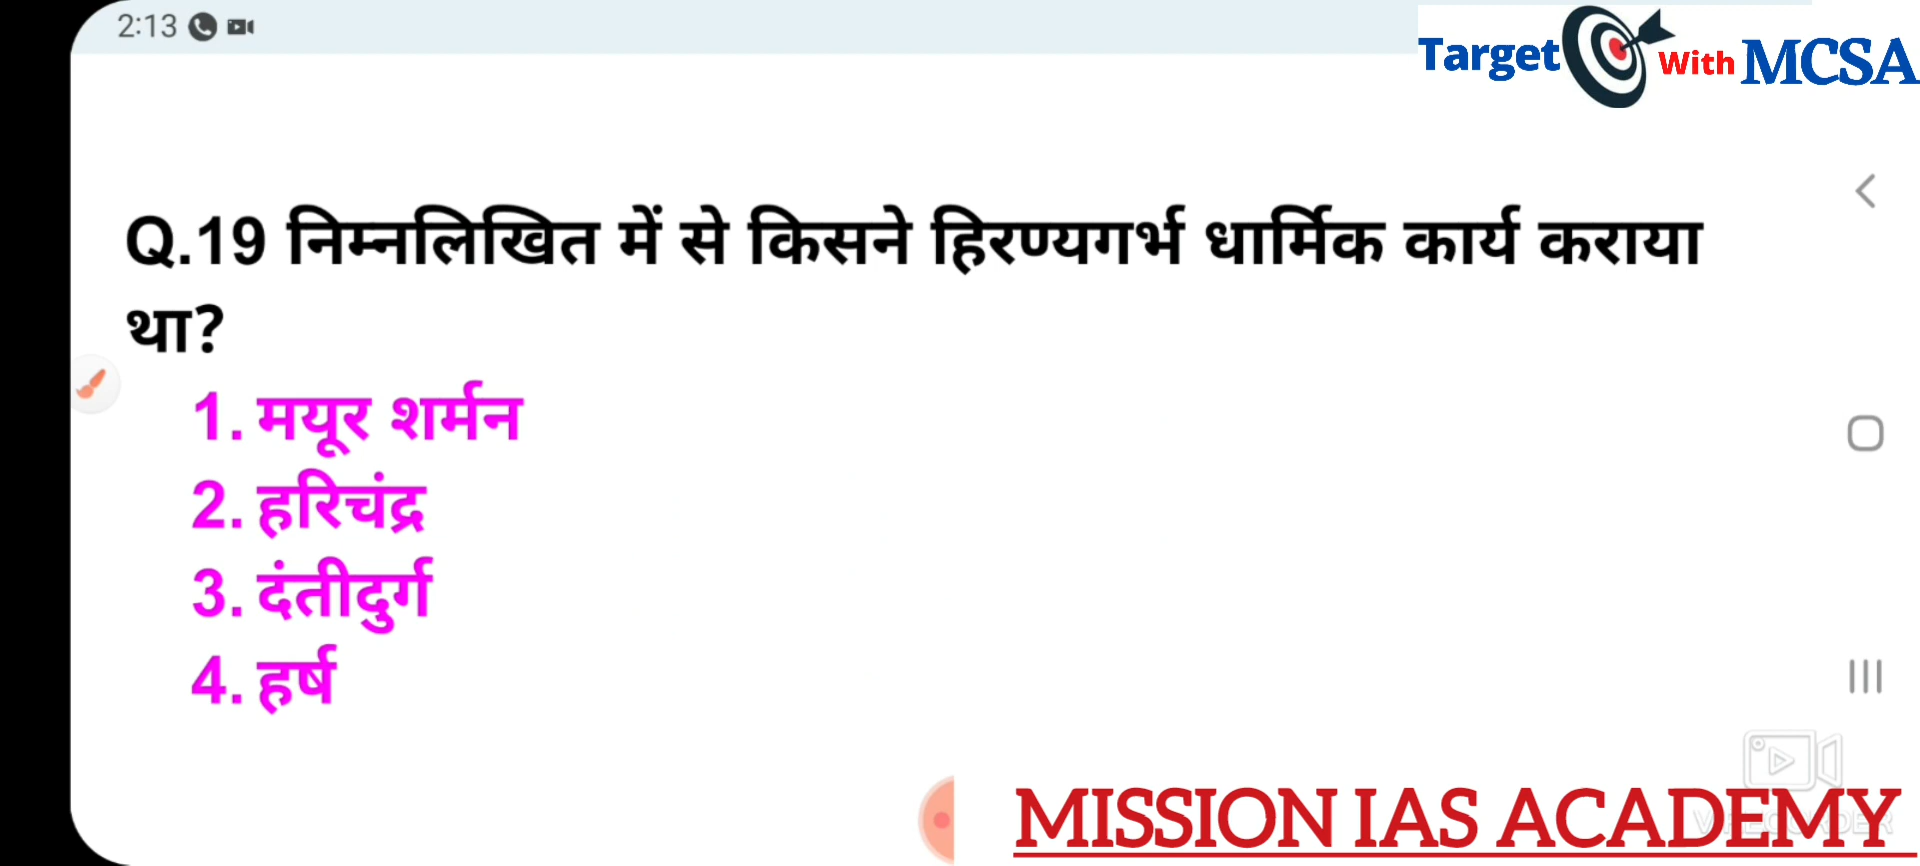 2:13
Target With MCSA
Q.19 निम्नलिखित में से किसने हिरण्यगर्भ धार्मिक कार्य कराया
था?
1. मयूर शर्मन
2. हरिचंद्र
3. दंतीदुर्ग
4. हर्ष
MISSION IAS ACADEMY